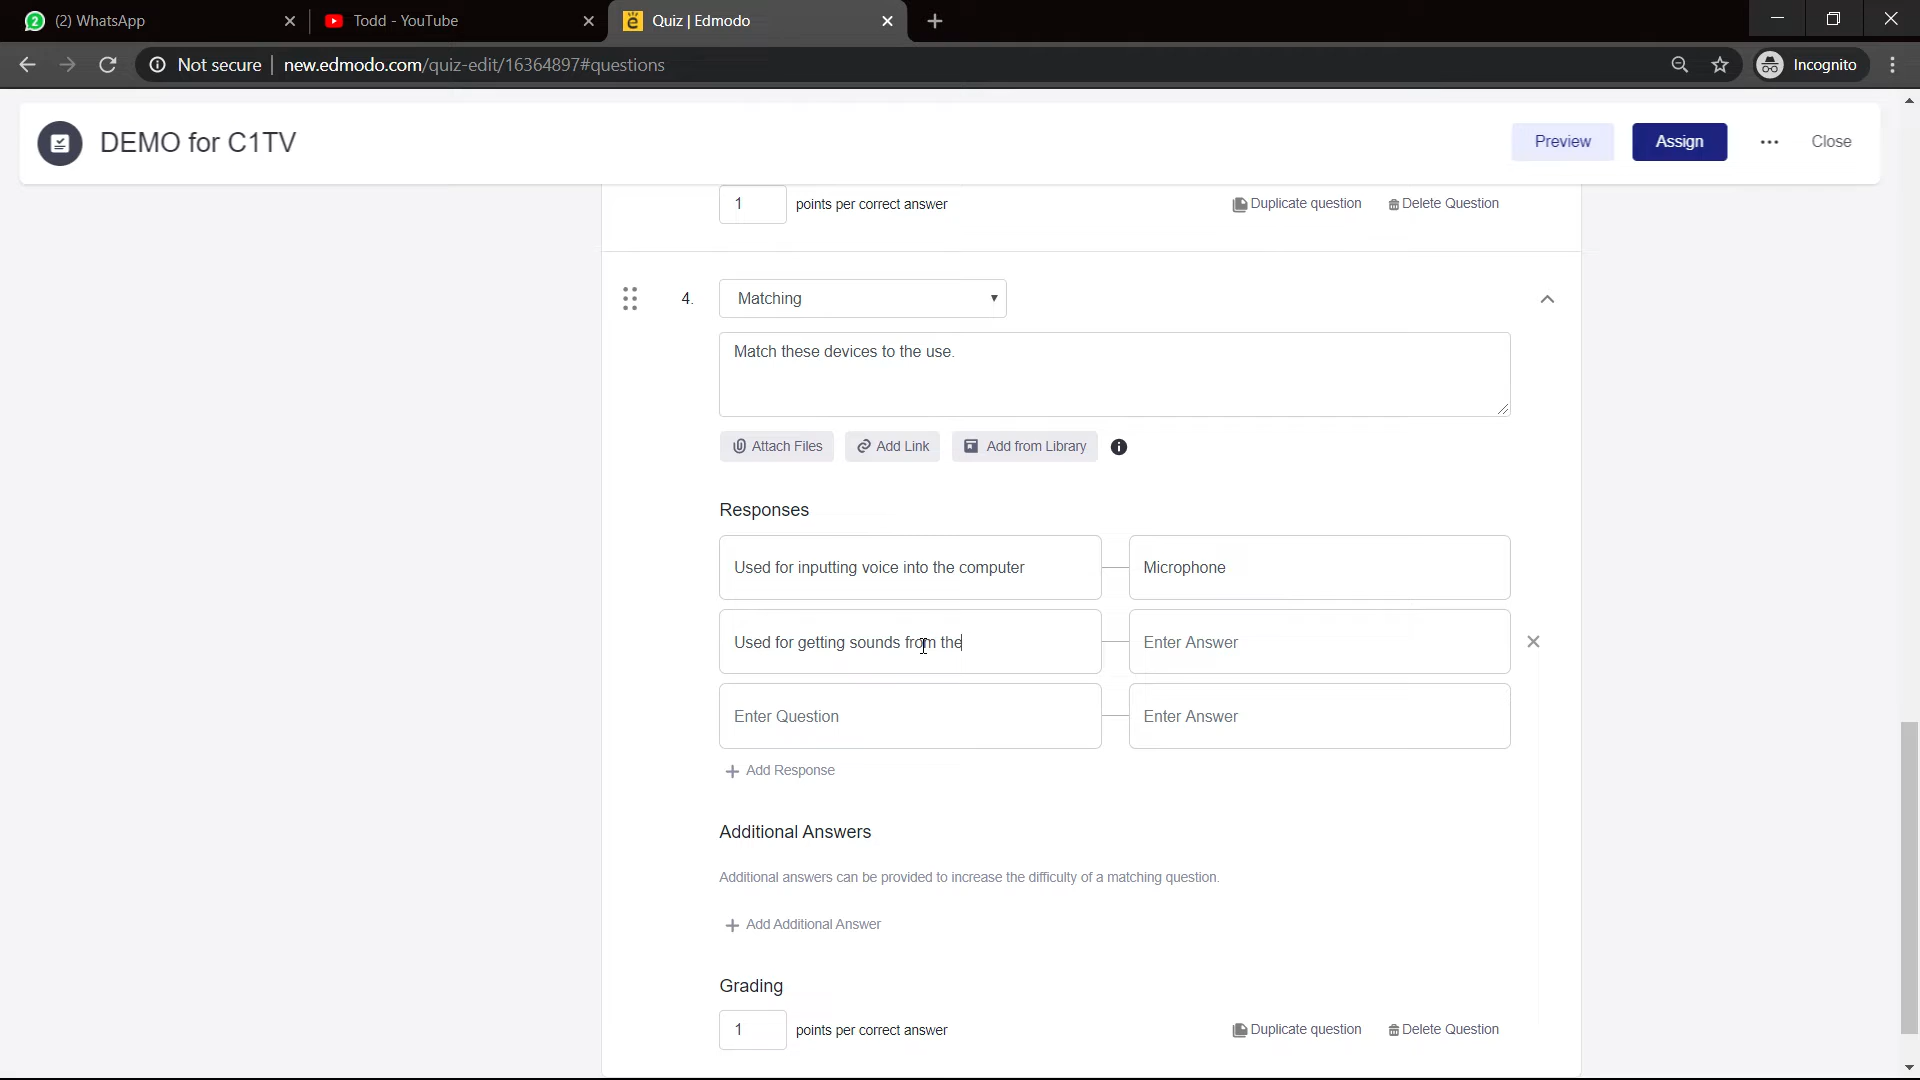 (2) WhatsApp
Todd - YouTube
Quiz | Edmodo
Not secure | new.edmodo.com/quiz-edit/16364897#questions
Incognito
DEMO for C1TV
Preview
Assign
Close
1 points per correct answer
Duplicate question
Delete Question
4. Matching
Match these devices to the use.
Attach Files
Add Link
Add from Library
Responses
Used for inputting voice into the computer
Microphone
Used for getting sounds from the
Enter Answer
Enter Question
Enter Answer
Add Response
Additional Answers
Additional answers can be provided to increase the difficulty of a matching question.
Add Additional Answer
Grading
1 points per correct answer
Duplicate question
Delete Question